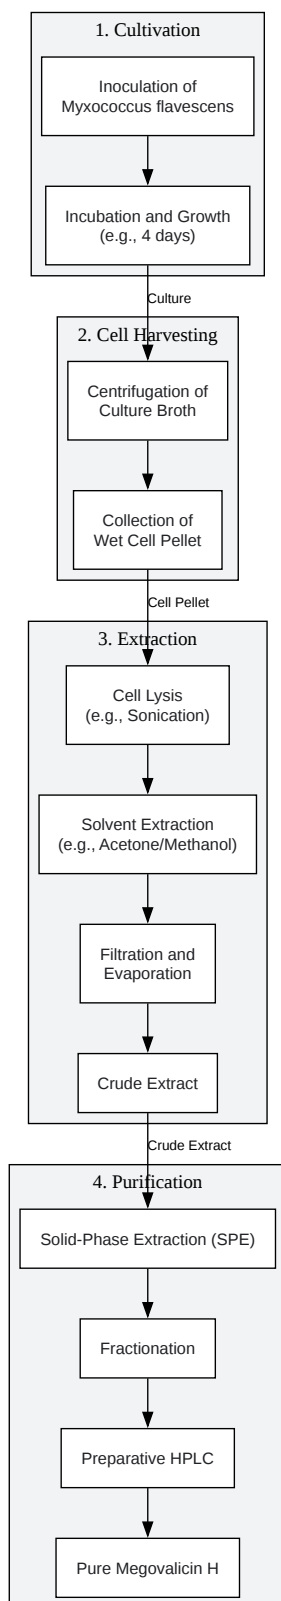 1. Cultivation
Inoculation of
Myxococcus flavescens
Incubation and Growth
(e.g., 4 days)
Culture
2. Cell Harvesting
Centrifugation of
Culture Broth
Collection of
Wet Cell Pellet
Cell Pellet
3. Extraction
Cell Lysis
(e.g., Sonication)
Solvent Extraction
(e.g., Acetone/Methanol)
Filtration and
Evaporation
Crude Extract
Crude Extract
4. Purification
Solid-Phase Extraction (SPE)
Fractionation
Preparative HPLC
Pure Megovalicin H